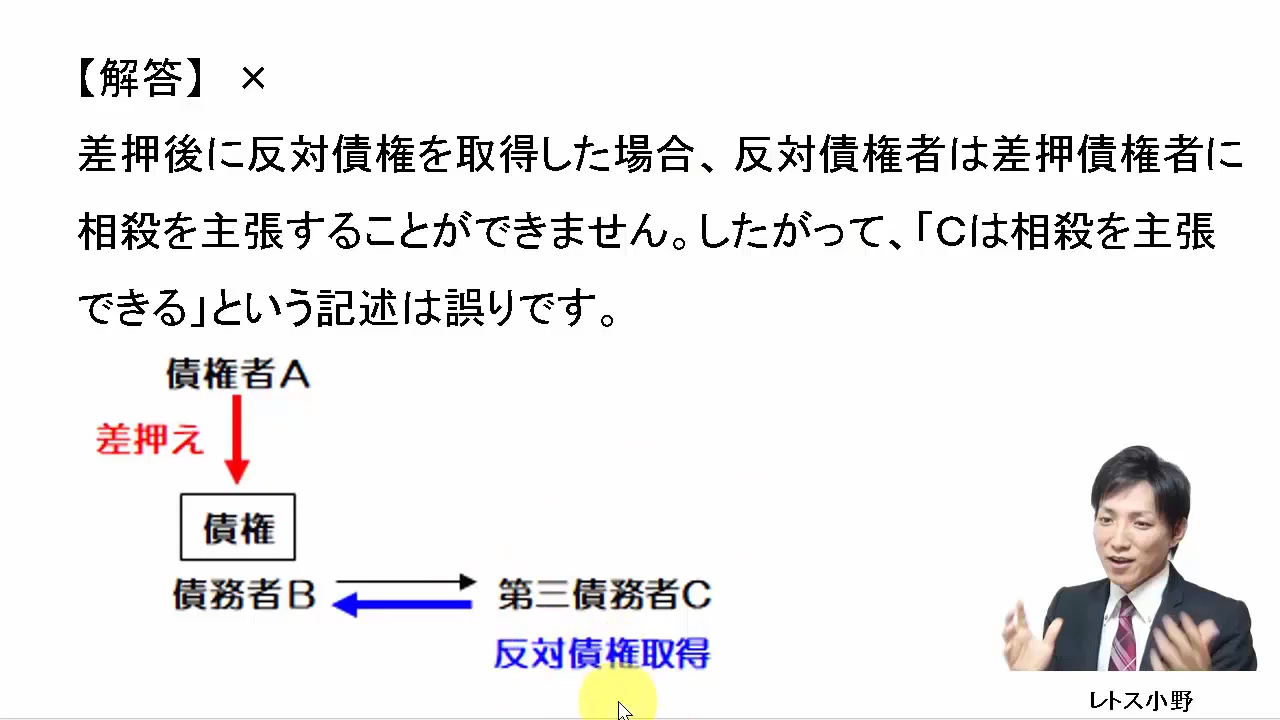 【解答】 ×
差押後に反対債権を取得した場合、反対債権者は差押債権者に
相殺を主張することができません。したがって、「Cは相殺を主張
できる」という記述は誤りです。
債権者A
差押え
債権
債務者B
第三債務者C
反対債権取得
レトス小野